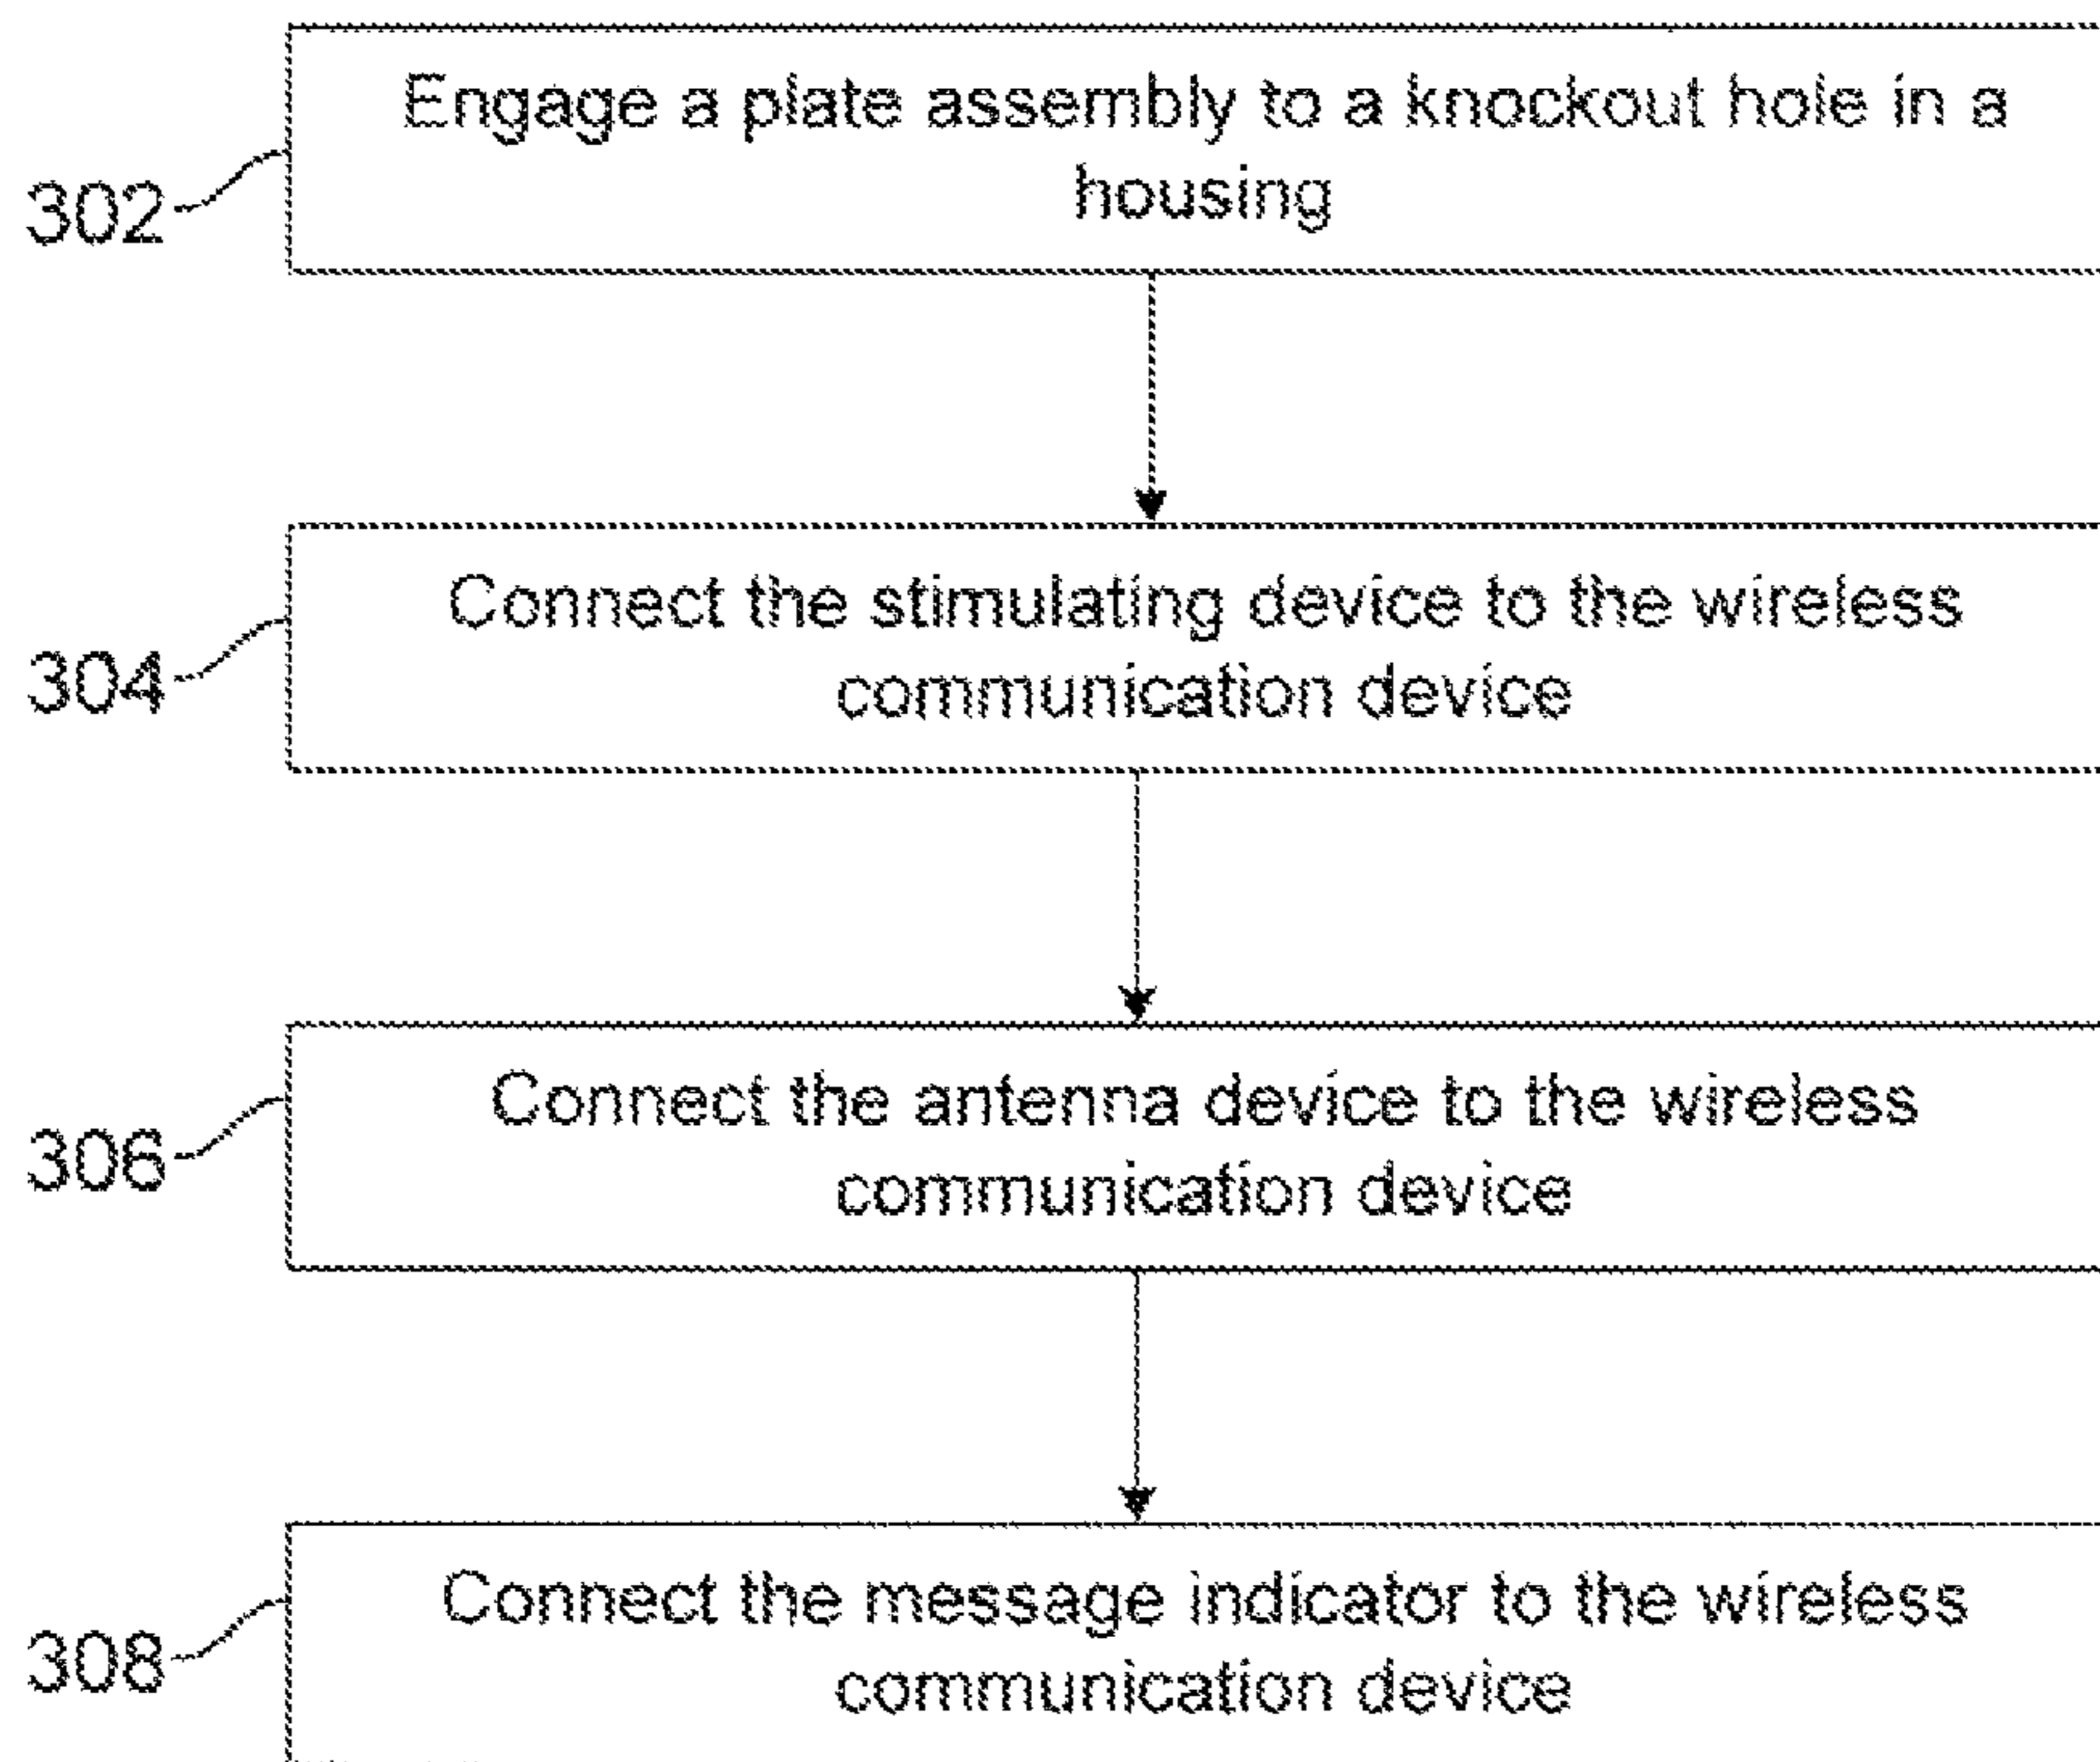 Engage a plate assembly to a knockout hole in a
housing
302
Connect the stimulating device to the wireless
communication device
304
Connect the antenna device to the wireless
communication device
306
Connect the message indicator to the wireless
communication device
308